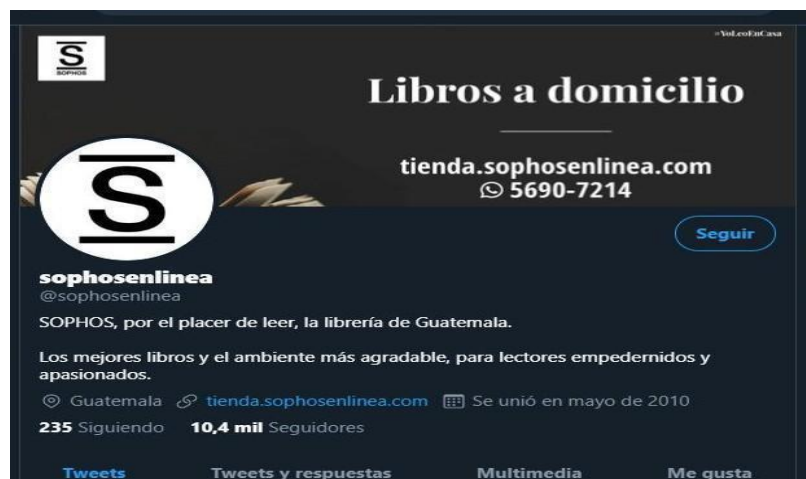 #YoLeoEnCasa
S
SOPHOS
Libros a domicilio
tienda.sophosenlinea.com
5690-7214
S
Seguir
sophosenlinea
@sophosenlinea
SOPHOS, por el placer de leer, la librería de Guatemala.
Los mejores libros y el ambiente más agradable, para lectores empedernidos y
apasionados.
Guatemala tienda.sophosenlinea.com Se unió en mayo de 2010
235 Siguiendo 10,4 mil Seguidores
Tweets Tweets y respuestas Multimedia Me gusta